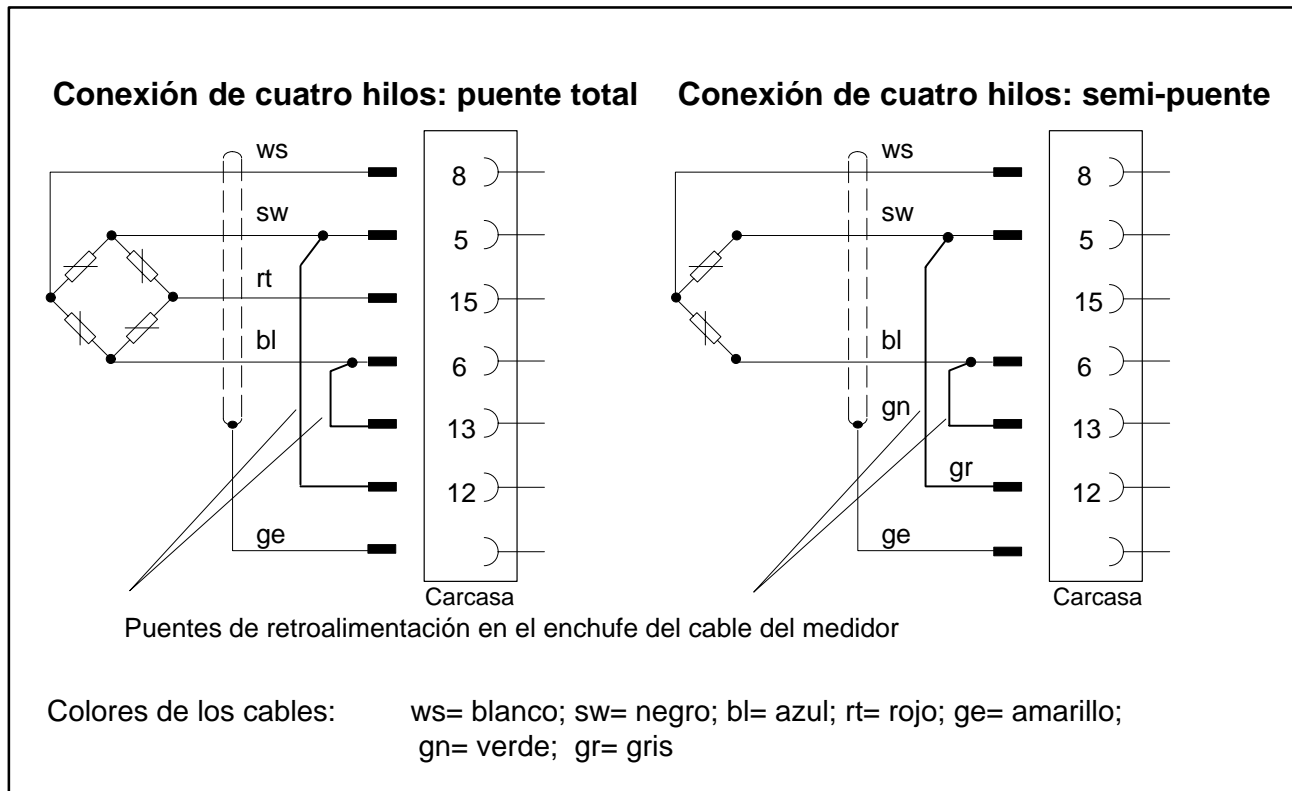 Conexión de cuatro hilos: puente total
ws
sw
rt
bl
ge
8
5
15
6
13
12
Carcasa
Conexión de cuatro hilos: semi-puente
ws
sw
bl
gn
gr
ge
8
5
15
6
13
12
Carcasa
Puentes de retroalimentación en el enchufe del cable del medidor
Colores de los cables: ws= blanco; sw= negro; bl= azul; rt= rojo; ge= amarillo;
gn= verde; gr= gris